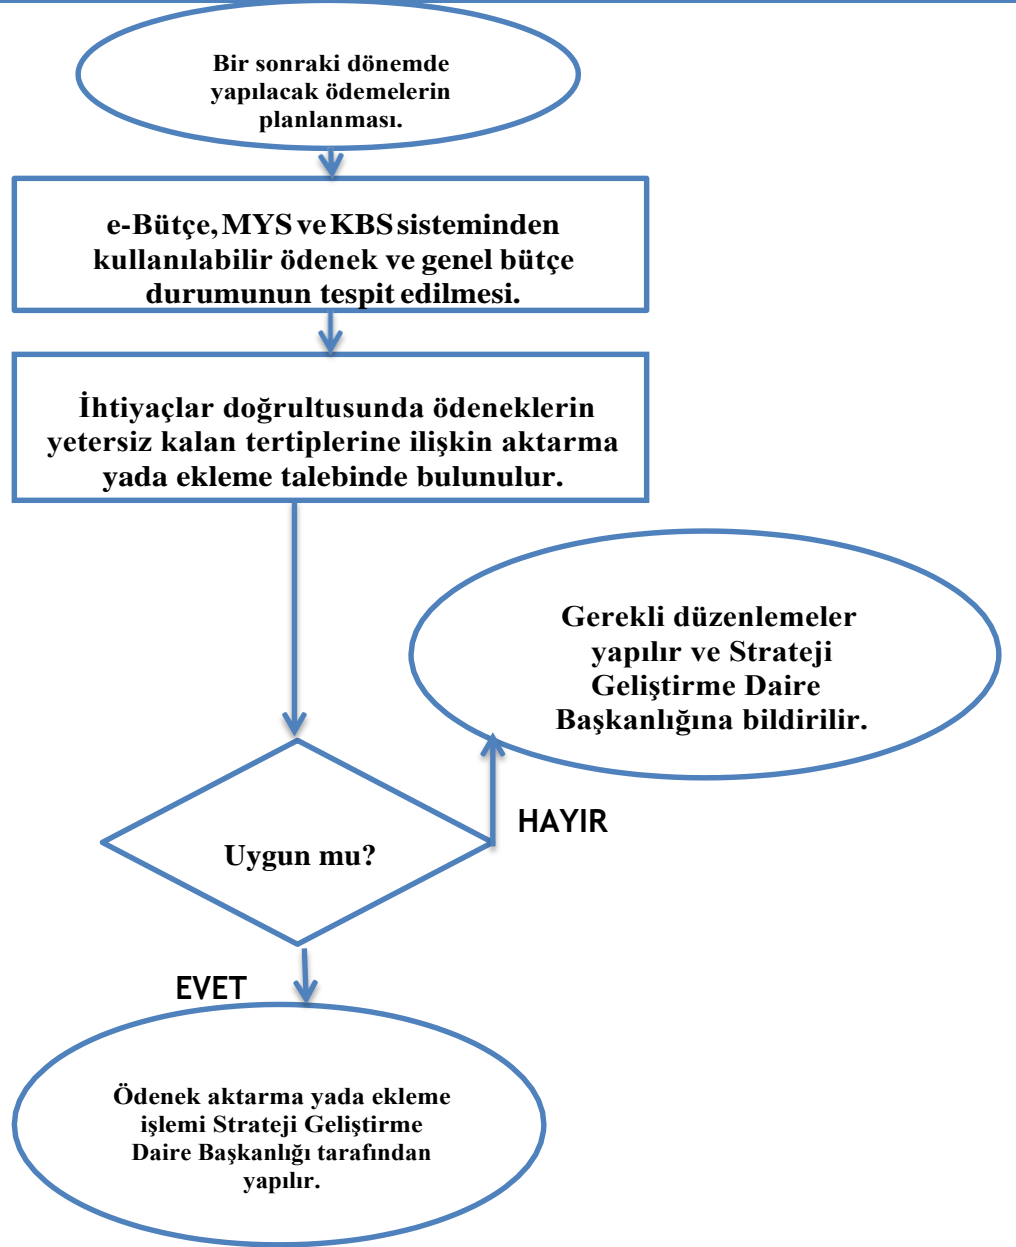 Bir sonraki dönemde
yapılacak ödemelerin
planlanması.
e-Bütçe, MYS ve KBS sisteminden
kullanılabilir ödenek ve genel bütçe
durumunun tespit edilmesi.
İhtiyaçlar doğrultusunda ödeneklerin
yetersiz kalan tertiplerine ilişkin aktarma
yada ekleme talebinde bulunulur.
Gerekli düzenlemeler
yapılır ve Strateji
Geliştirme Daire
Başkanlığına bildirilir.
HAYIR
Uygun mu?
EVET
Ödenek aktarma yada ekleme
işlemi Strateji Geliştirme
Daire Başkanlığı tarafından
yapılır.